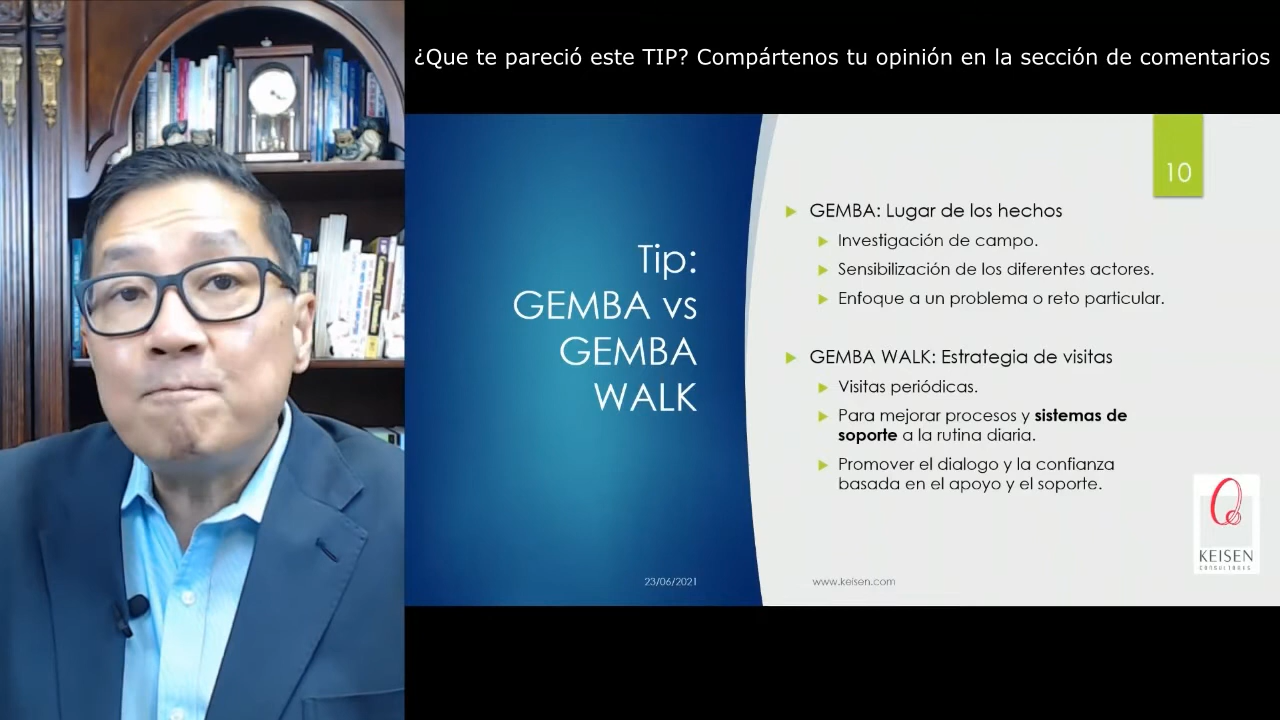 ¿Que te pareció este TIP? Compártenos tu opinión en la sección de comentarios
10
Tip:
GEMBA vs
GEMBA
WALK
GEMBA: Lugar de los hechos
Investigación de campo.
Sensibilización de los diferentes actores.
Enfoque a un problema o reto particular.
GEMBA WALK: Estrategia de visitas
Visitas periódicas.
Para mejorar procesos y sistemas de
soporte a la rutina diaria.
Promover el dialogo y la confianza
basada en el apoyo y el soporte.
KEISEN
CONSULTORES
23/06/2021
www.keisen.com